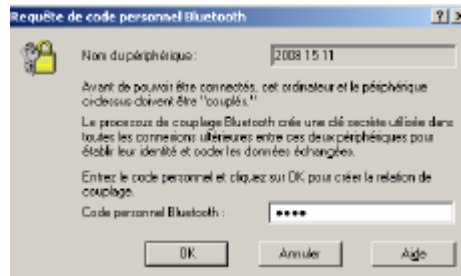 Requête de code personnel Bluetooth
Nom du périphérique :
2008 15 11
Avant de pouvoir être connectés, cet ordinateur et le périphérique
ci-dessus doivent être "couplés."
Le processus de couplage Bluetooth crée une clé secrète utilisée dans
toutes les connexions ultérieures entre ces deux périphériques pour
établir leur identité et coder les données échangées.
Entrez le code personnel et cliquez sur OK pour créer la relation de
couplage.
Code personnel Bluetooth :
OK
Annuler
Aide